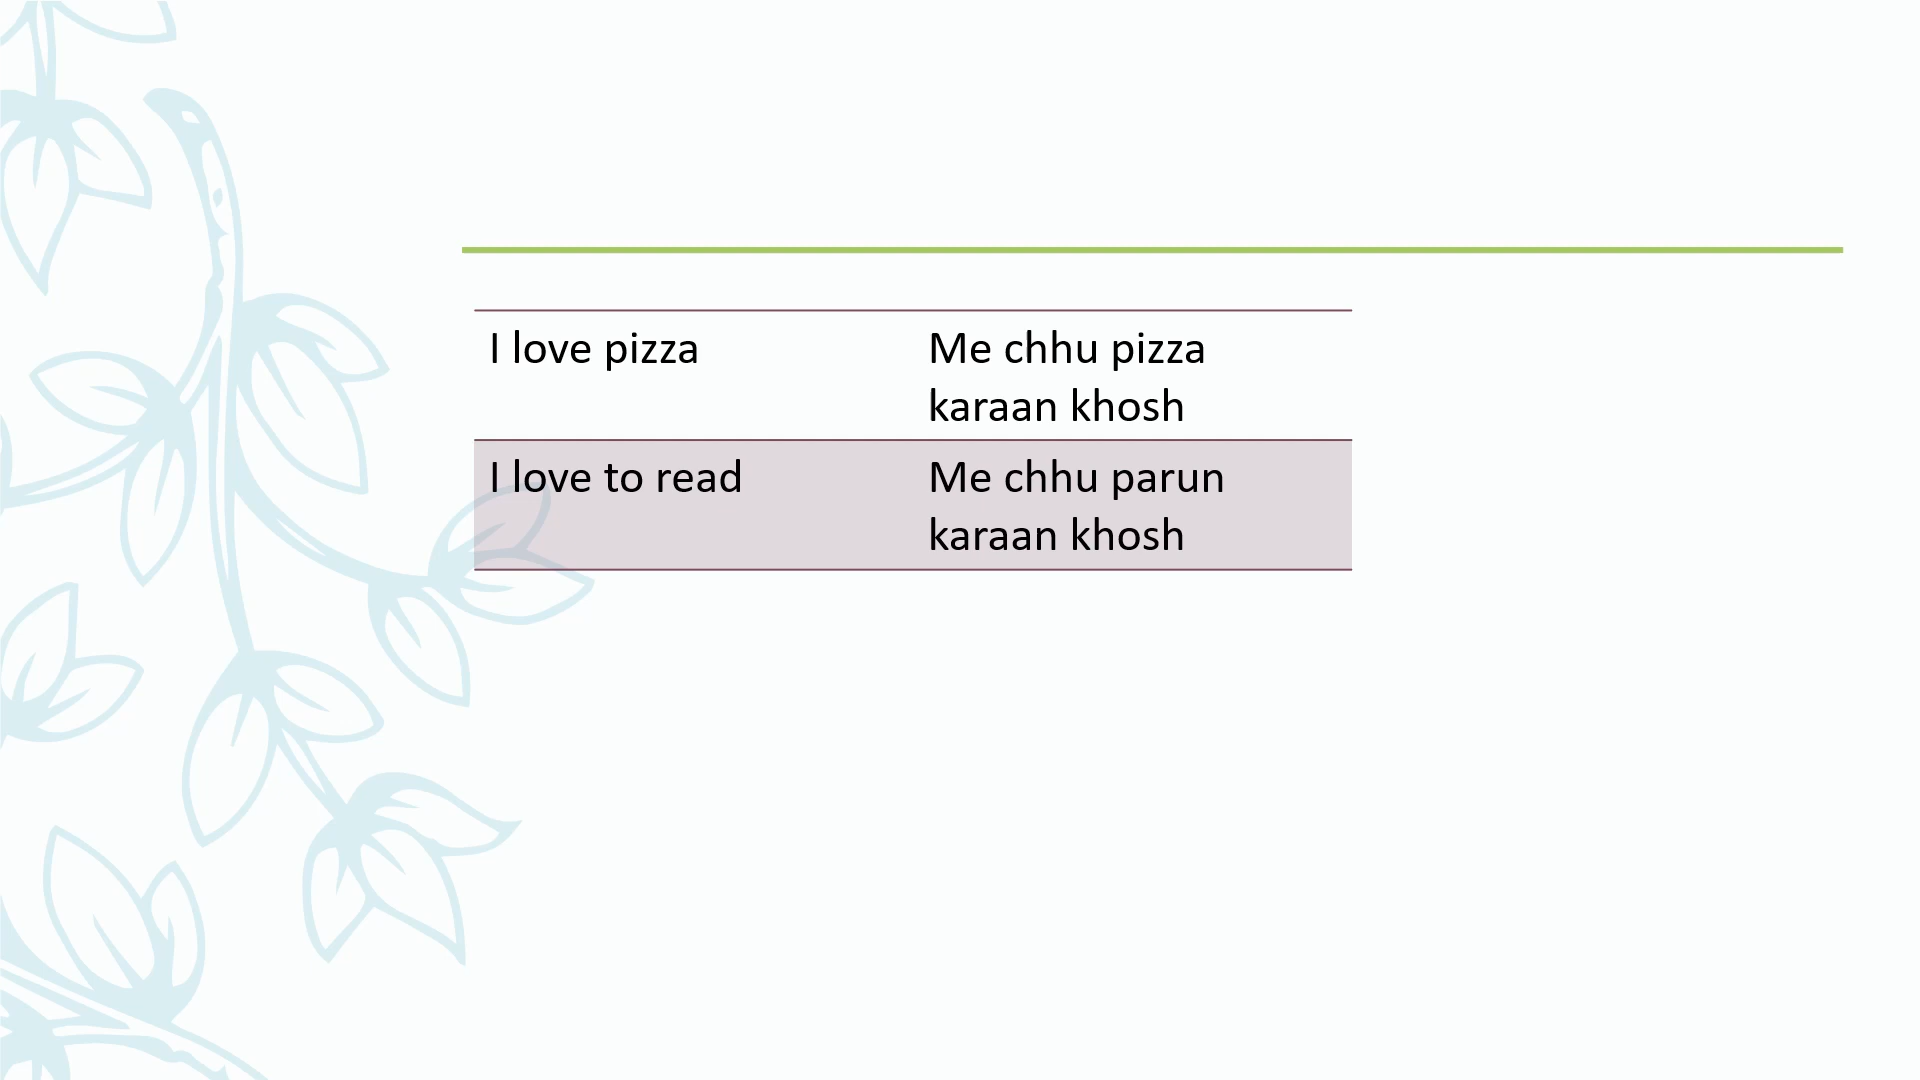 I love pizza
Me chhu pizza
karaan khosh
I love to read
Me chhu parun
karaan khosh